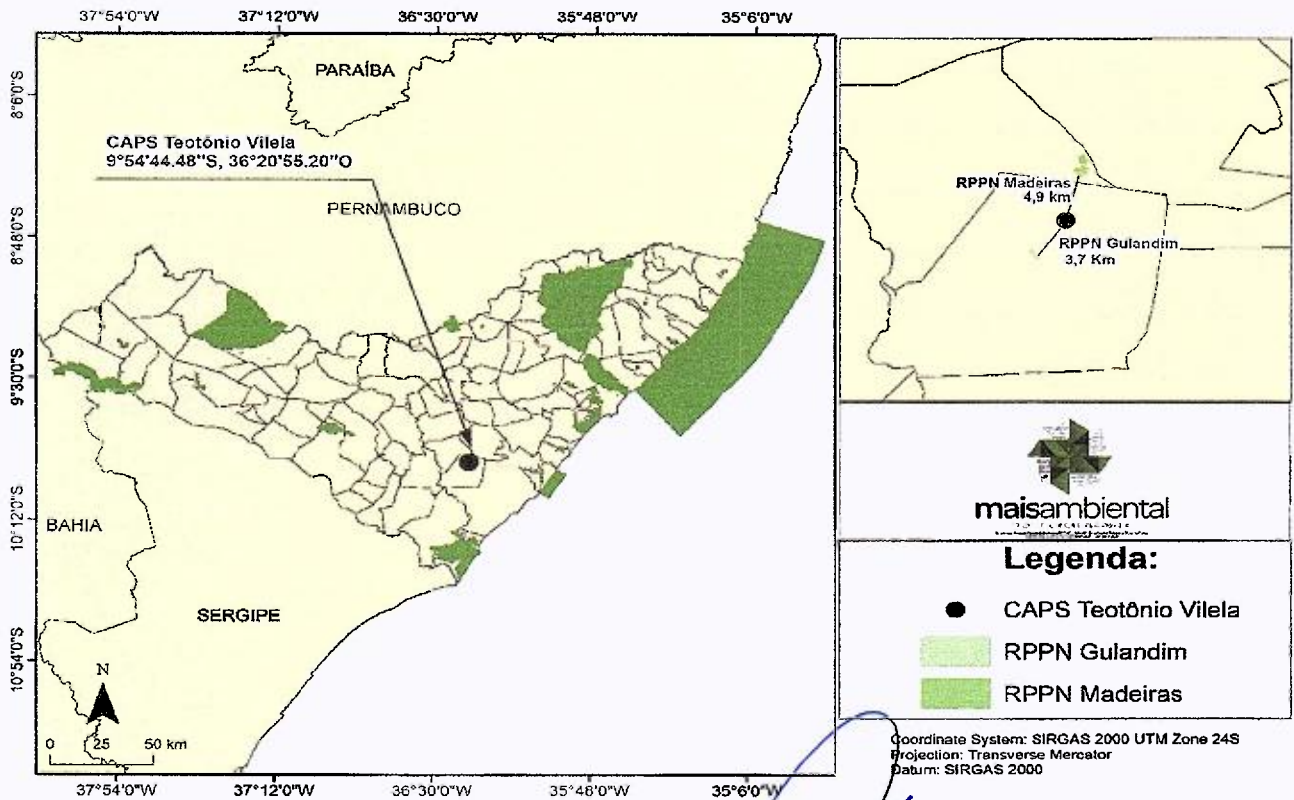 37°54'0"W 37°12'0"W 36°30'0"W 35°48'0"W 35°6'0"W
8°6'0"S
8°48'0"S
9°30'0"S
10°12'0"S
10°54'0"S
PARAÍBA
CAPS Teotônio Vilela
9°54'44.48"S, 36°20'55.20"O
PERNAMBUCO
BAHIA
SERGIPE
N
0 25 50 km
37°54'0"W 37°12'0"W 36°30'0"W 35°48'0"W 35°6'0"W
RPPN Madeiras
4,9 km
RPPN Gulandim
3,7 Km
maisambiental
Legenda:
CAPS Teotônio Vilela
RPPN Gulandim
RPPN Madeiras
Coordinate System: SIRGAS 2000 UTM Zone 24S
Projection: Transverse Mercator
Datum: SIRGAS 2000